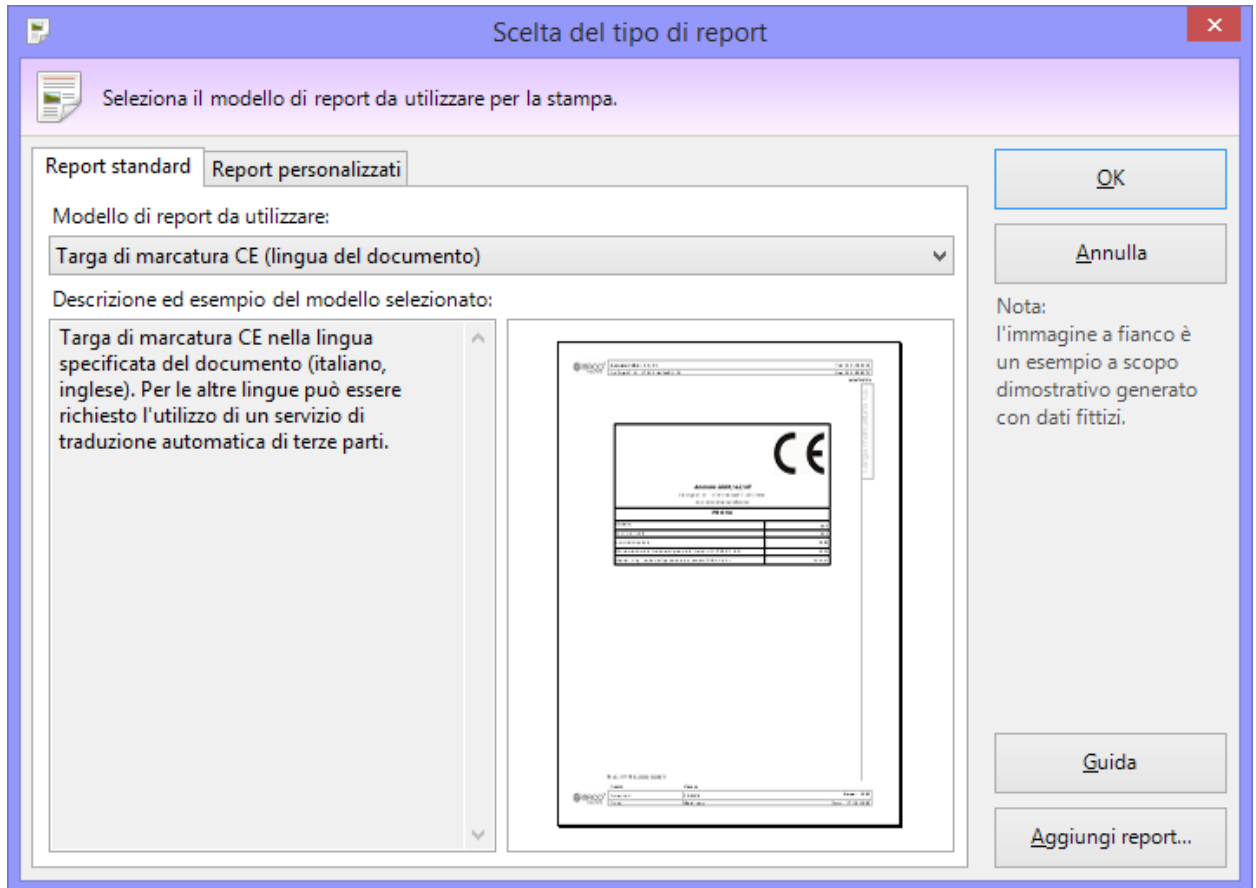 Scelta del tipo di report
Seleziona il modello di report da utilizzare per la stampa.
Report standard
Report personalizzati
Modello di report da utilizzare:
Targa di marcatura CE (lingua del documento)
Descrizione ed esempio del modello selezionato:
Targa di marcatura CE nella lingua
specificata del documento (italiano,
inglese). Per le altre lingue può essere
richiesto l'utilizzo di un servizio di
traduzione automatica di terze parti.
CE
OK
Annulla
Nota:
l'immagine a fianco è
un esempio a scopo
dimostrativo generato
con dati fittizi.
Guida
Aggiungi report...